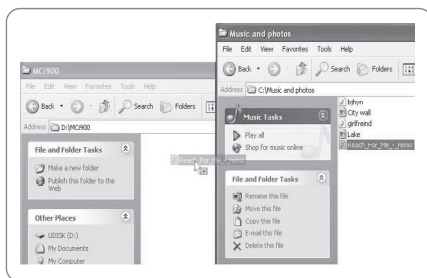 MCi900
File Edit View Favorites Tools Help
Back Search Folders
Address D:\MCi900
File and Folder Tasks
Make a new folder
Publish this folder to the
Web
Other Places
UDISK (D:)
My Documents
My Computer
Reach_For_Me_-_remix
Music and photos
File Edit View Favorites Tools Help
Back Search Folders
Address C:\Music and photos
Music Tasks
Play all
Shop for music online
File and Folder Tasks
Rename this file
Move this file
Copy this file
E-mail this file
Delete this file
City wall
girlfreind
Lake
Reach_For_Me_-_remix